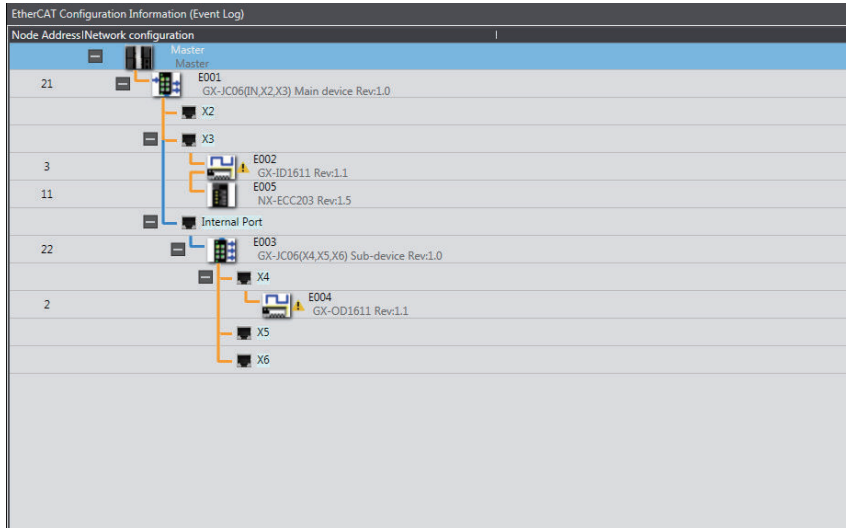 EtherCAT Configuration Information (Event Log)
Node Address|Network configuration
Master
Master
21
E001
GX-JC06(IN,X2,X3) Main device Rev:1.0
X2
X3
3
E002
GX-ID1611 Rev:1.1
11
E005
NX-ECC203 Rev:1.5
Internal Port
22
E003
GX-JC06(X4,X5,X6) Sub-device Rev:1.0
X4
2
E004
GX-OD1611 Rev:1.1
X5
X6